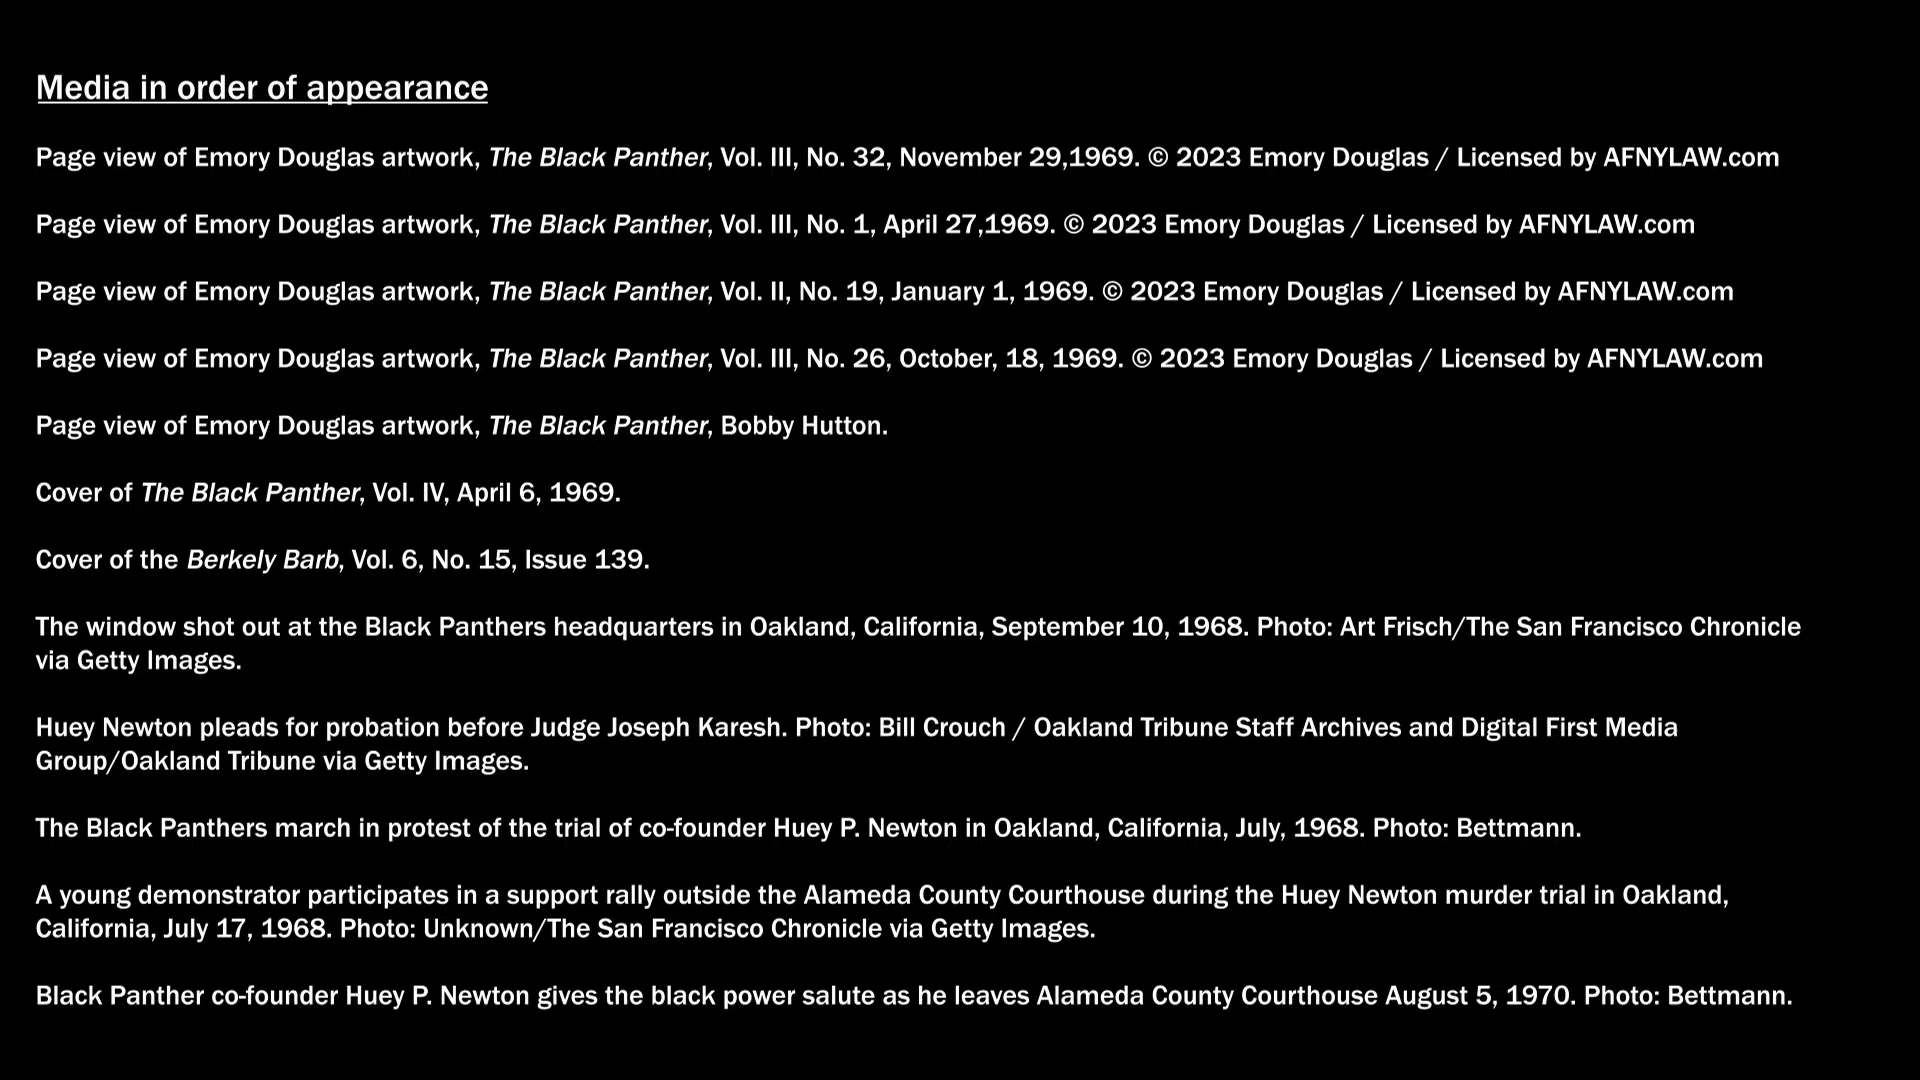 Media in order of appearance
Page view of Emory Douglas artwork, The Black Panther, Vol. III, No. 32, November 29,1969. © 2023 Emory Douglas / Licensed by AFNYLAW.com
Page view of Emory Douglas artwork, The Black Panther, Vol. III, No. 1, April 27,1969. © 2023 Emory Douglas / Licensed by AFNYLAW.com
Page view of Emory Douglas artwork, The Black Panther, Vol. II, No. 19, January 1, 1969. © 2023 Emory Douglas / Licensed by AFNYLAW.com
Page view of Emory Douglas artwork, The Black Panther, Vol. III, No. 26, October, 18, 1969. © 2023 Emory Douglas / Licensed by AFNYLAW.com
Page view of Emory Douglas artwork, The Black Panther, Bobby Hutton.
Cover of The Black Panther, Vol. IV, April 6, 1969.
Cover of the Berkely Barb, Vol. 6, No. 15, Issue 139.
The window shot out at the Black Panthers headquarters in Oakland, California, September 10, 1968. Photo: Art Frisch/The San Francisco Chronicle
via Getty Images.
Huey Newton pleads for probation before Judge Joseph Karesh. Photo: Bill Crouch / Oakland Tribune Staff Archives and Digital First Media
Group/Oakland Tribune via Getty Images.
The Black Panthers march in protest of the trial of co-founder Huey P. Newton in Oakland, California, July, 1968. Photo: Bettmann.
A young demonstrator participates in a support rally outside the Alameda County Courthouse during the Huey Newton murder trial in Oakland,
California, July 17, 1968. Photo: Unknown/The San Francisco Chronicle via Getty Images.
Black Panther co-founder Huey P. Newton gives the black power salute as he leaves Alameda County Courthouse August 5, 1970. Photo: Bettmann.